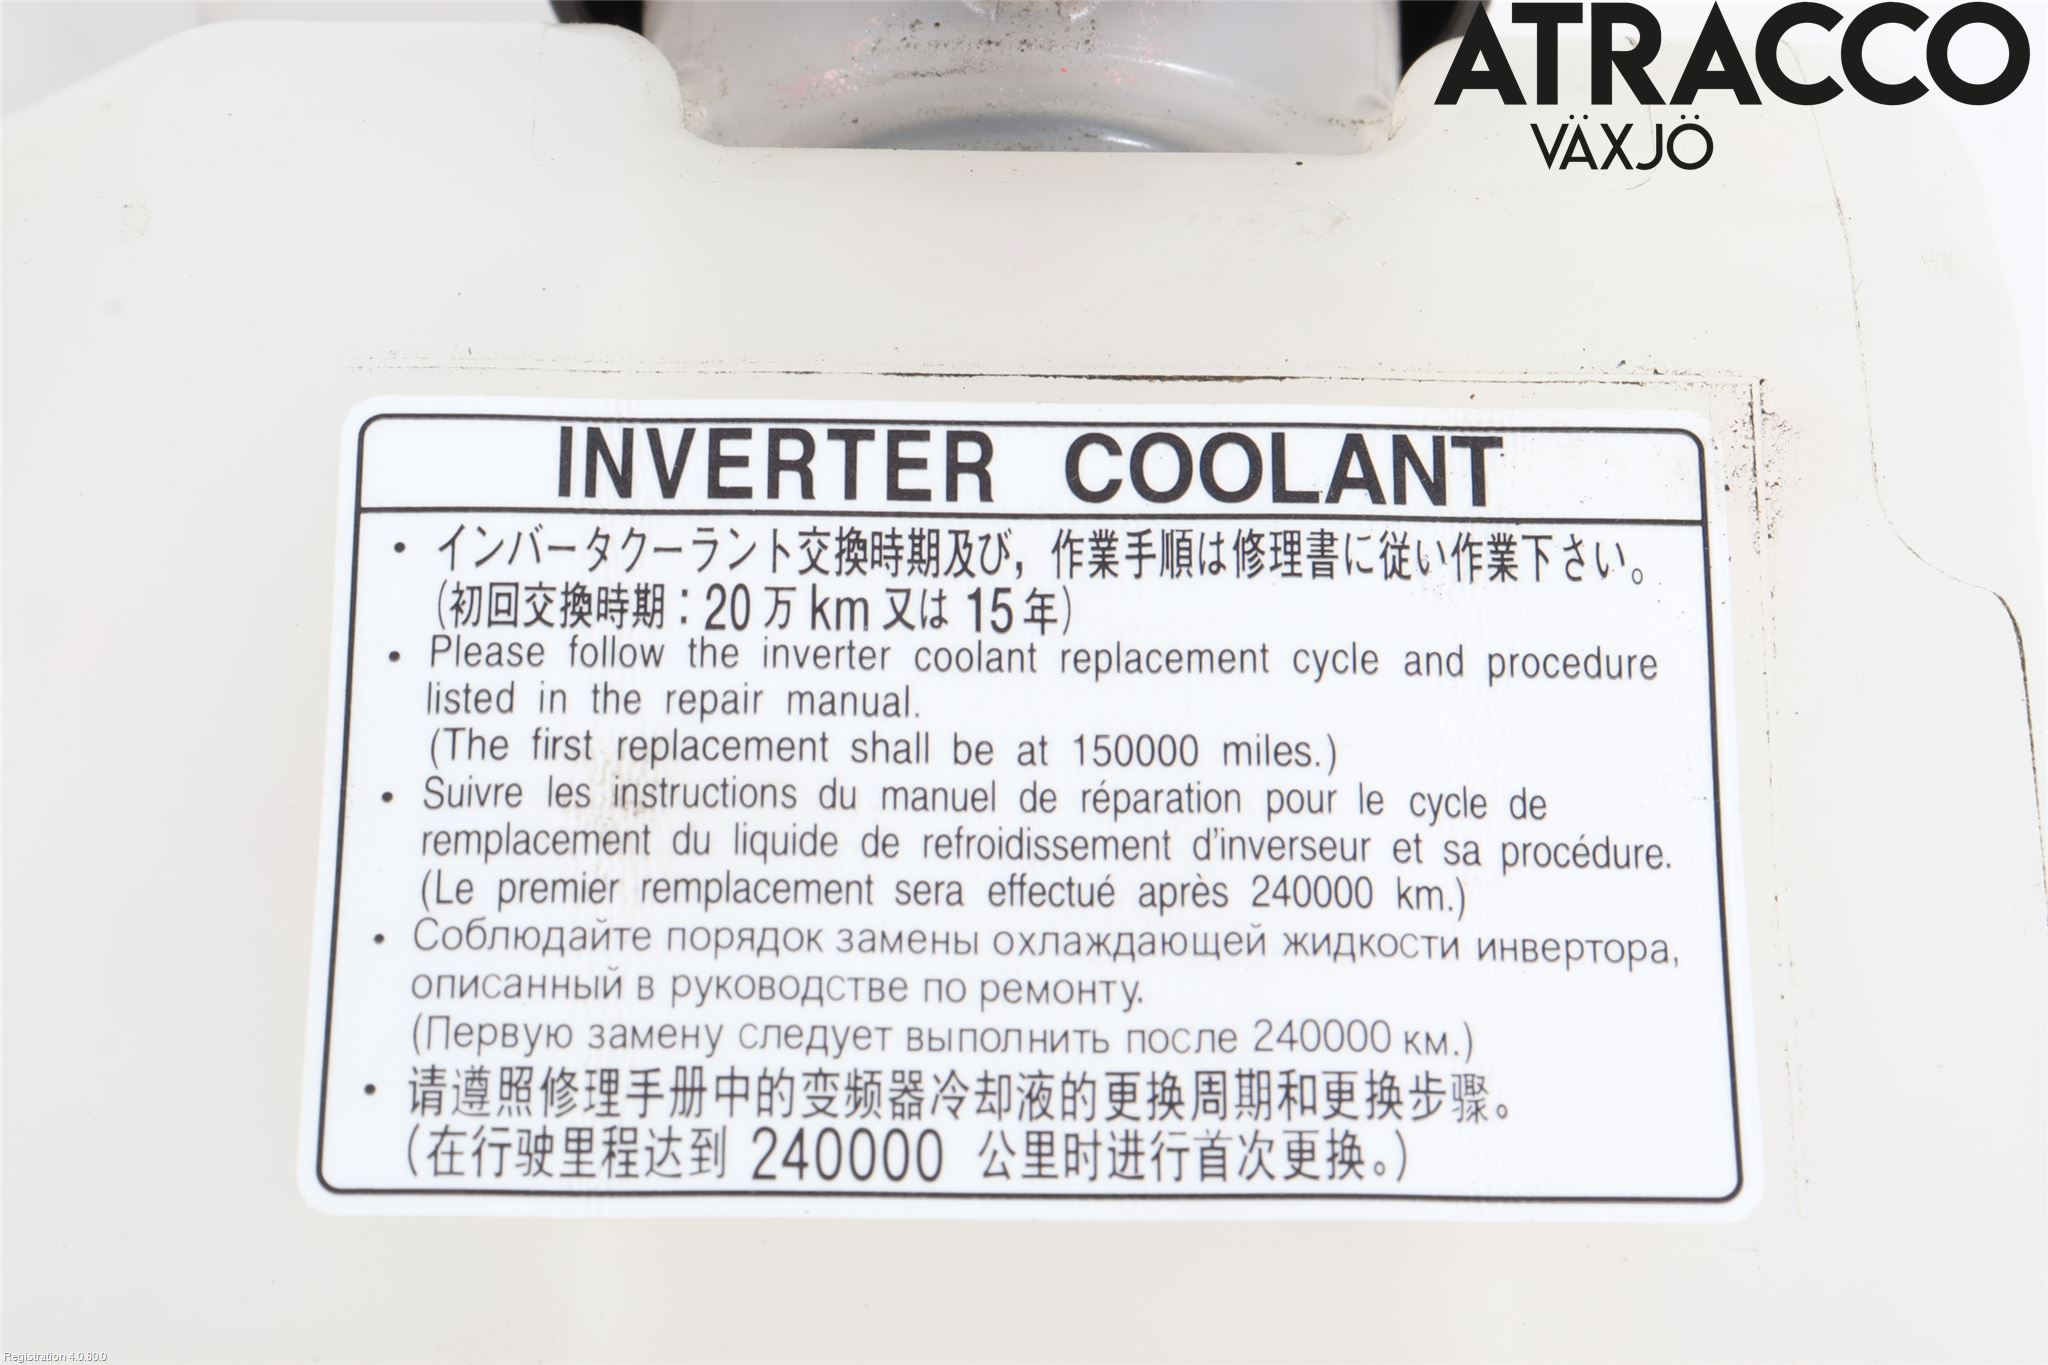 ATRACCO
VÄXJÖ
INVERTER COOLANT
・インバータクーラント交換時期及び，作業手順は修理書に従い作業下さい。
(初回交換時期：20万km又は15年)
• Please follow the inverter coolant replacement cycle and procedure
listed in the repair manual.
(The first replacement shall be at 150000 miles.)
• Suivre les instructions du manuel de réparation pour le cycle de
remplacement du liquide de refroidissement d'inverseur et sa procédure.
(Le premier remplacement sera effectué après 240000 km.)
• Соблюдайте порядок замены охлаждающей жидкости инвертора,
описанный в руководстве по ремонту.
(Первую замену следует выполнить после 240000 км.)
• 请遵照修理手册中的变频器冷却液的更换周期和更换步骤。
(在行驶里程达到 240000 公里时进行首次更换。)
Registration 4.0.80.0